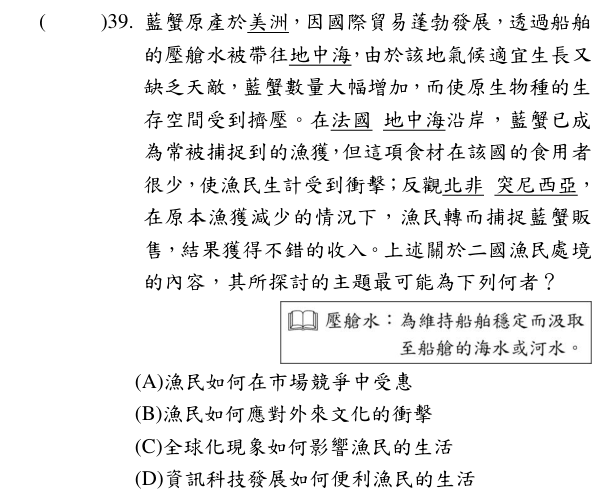 (　　)39. 藍蟹原產於美洲，因國際貿易蓬勃發展，透過船舶
的壓艙水被帶往地中海，由於該地氣候適宜生長又
缺乏天敵，藍蟹數量大幅增加，而使原生物種的生
存空間受到擠壓。在法國 地中海沿岸，藍蟹已成
為常被捕捉到的漁獲，但這項食材在該國的食用者
很少，使漁民生計受到衝擊；反觀北非 突尼西亞，
在原本漁獲減少的情況下，漁民轉而捕捉藍蟹販
售，結果獲得不錯的收入。上述關於二國漁民處境
的內容，其所探討的主題最可能為下列何者？
壓艙水：為維持船舶穩定而汲取
至船艙的海水或河水。
(A)漁民如何在市場競爭中受惠
(B)漁民如何應對外來文化的衝擊
(C)全球化現象如何影響漁民的生活
(D)資訊科技發展如何便利漁民的生活